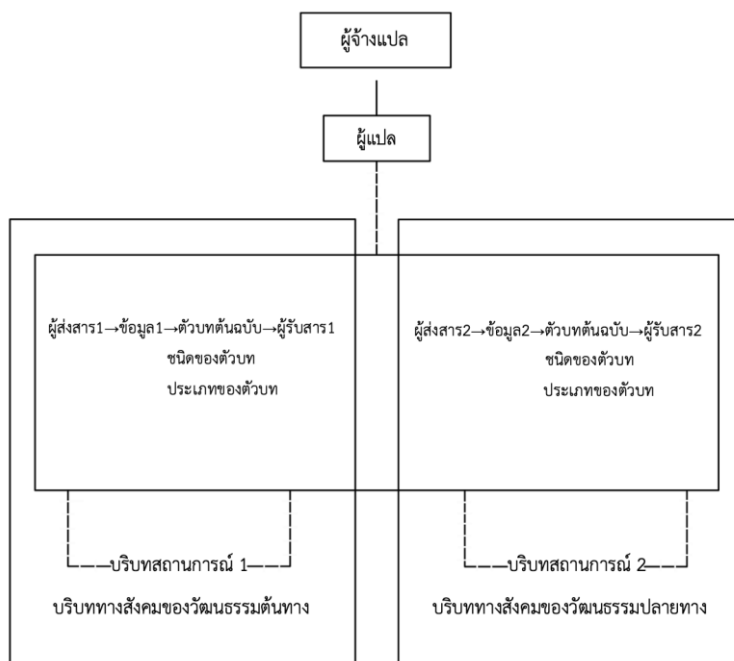 ผู้จ้างแปล
ผู้แปล
ผู้ส่งสาร1→ข้อมูล1→ตัวบทต้นฉบับ→ผู้รับสาร1
ชนิดของตัวบท
ประเภทของตัวบท
ผู้ส่งสาร2→ข้อมูล2→ตัวบทต้นฉบับ→ผู้รับสาร2
ชนิดของตัวบท
ประเภทของตัวบท
บริบทสถานการณ์ 1
บริบททางสังคมของวัฒนธรรมต้นทาง
บริบทสถานการณ์ 2
บริบททางสังคมของวัฒนธรรมปลายทาง